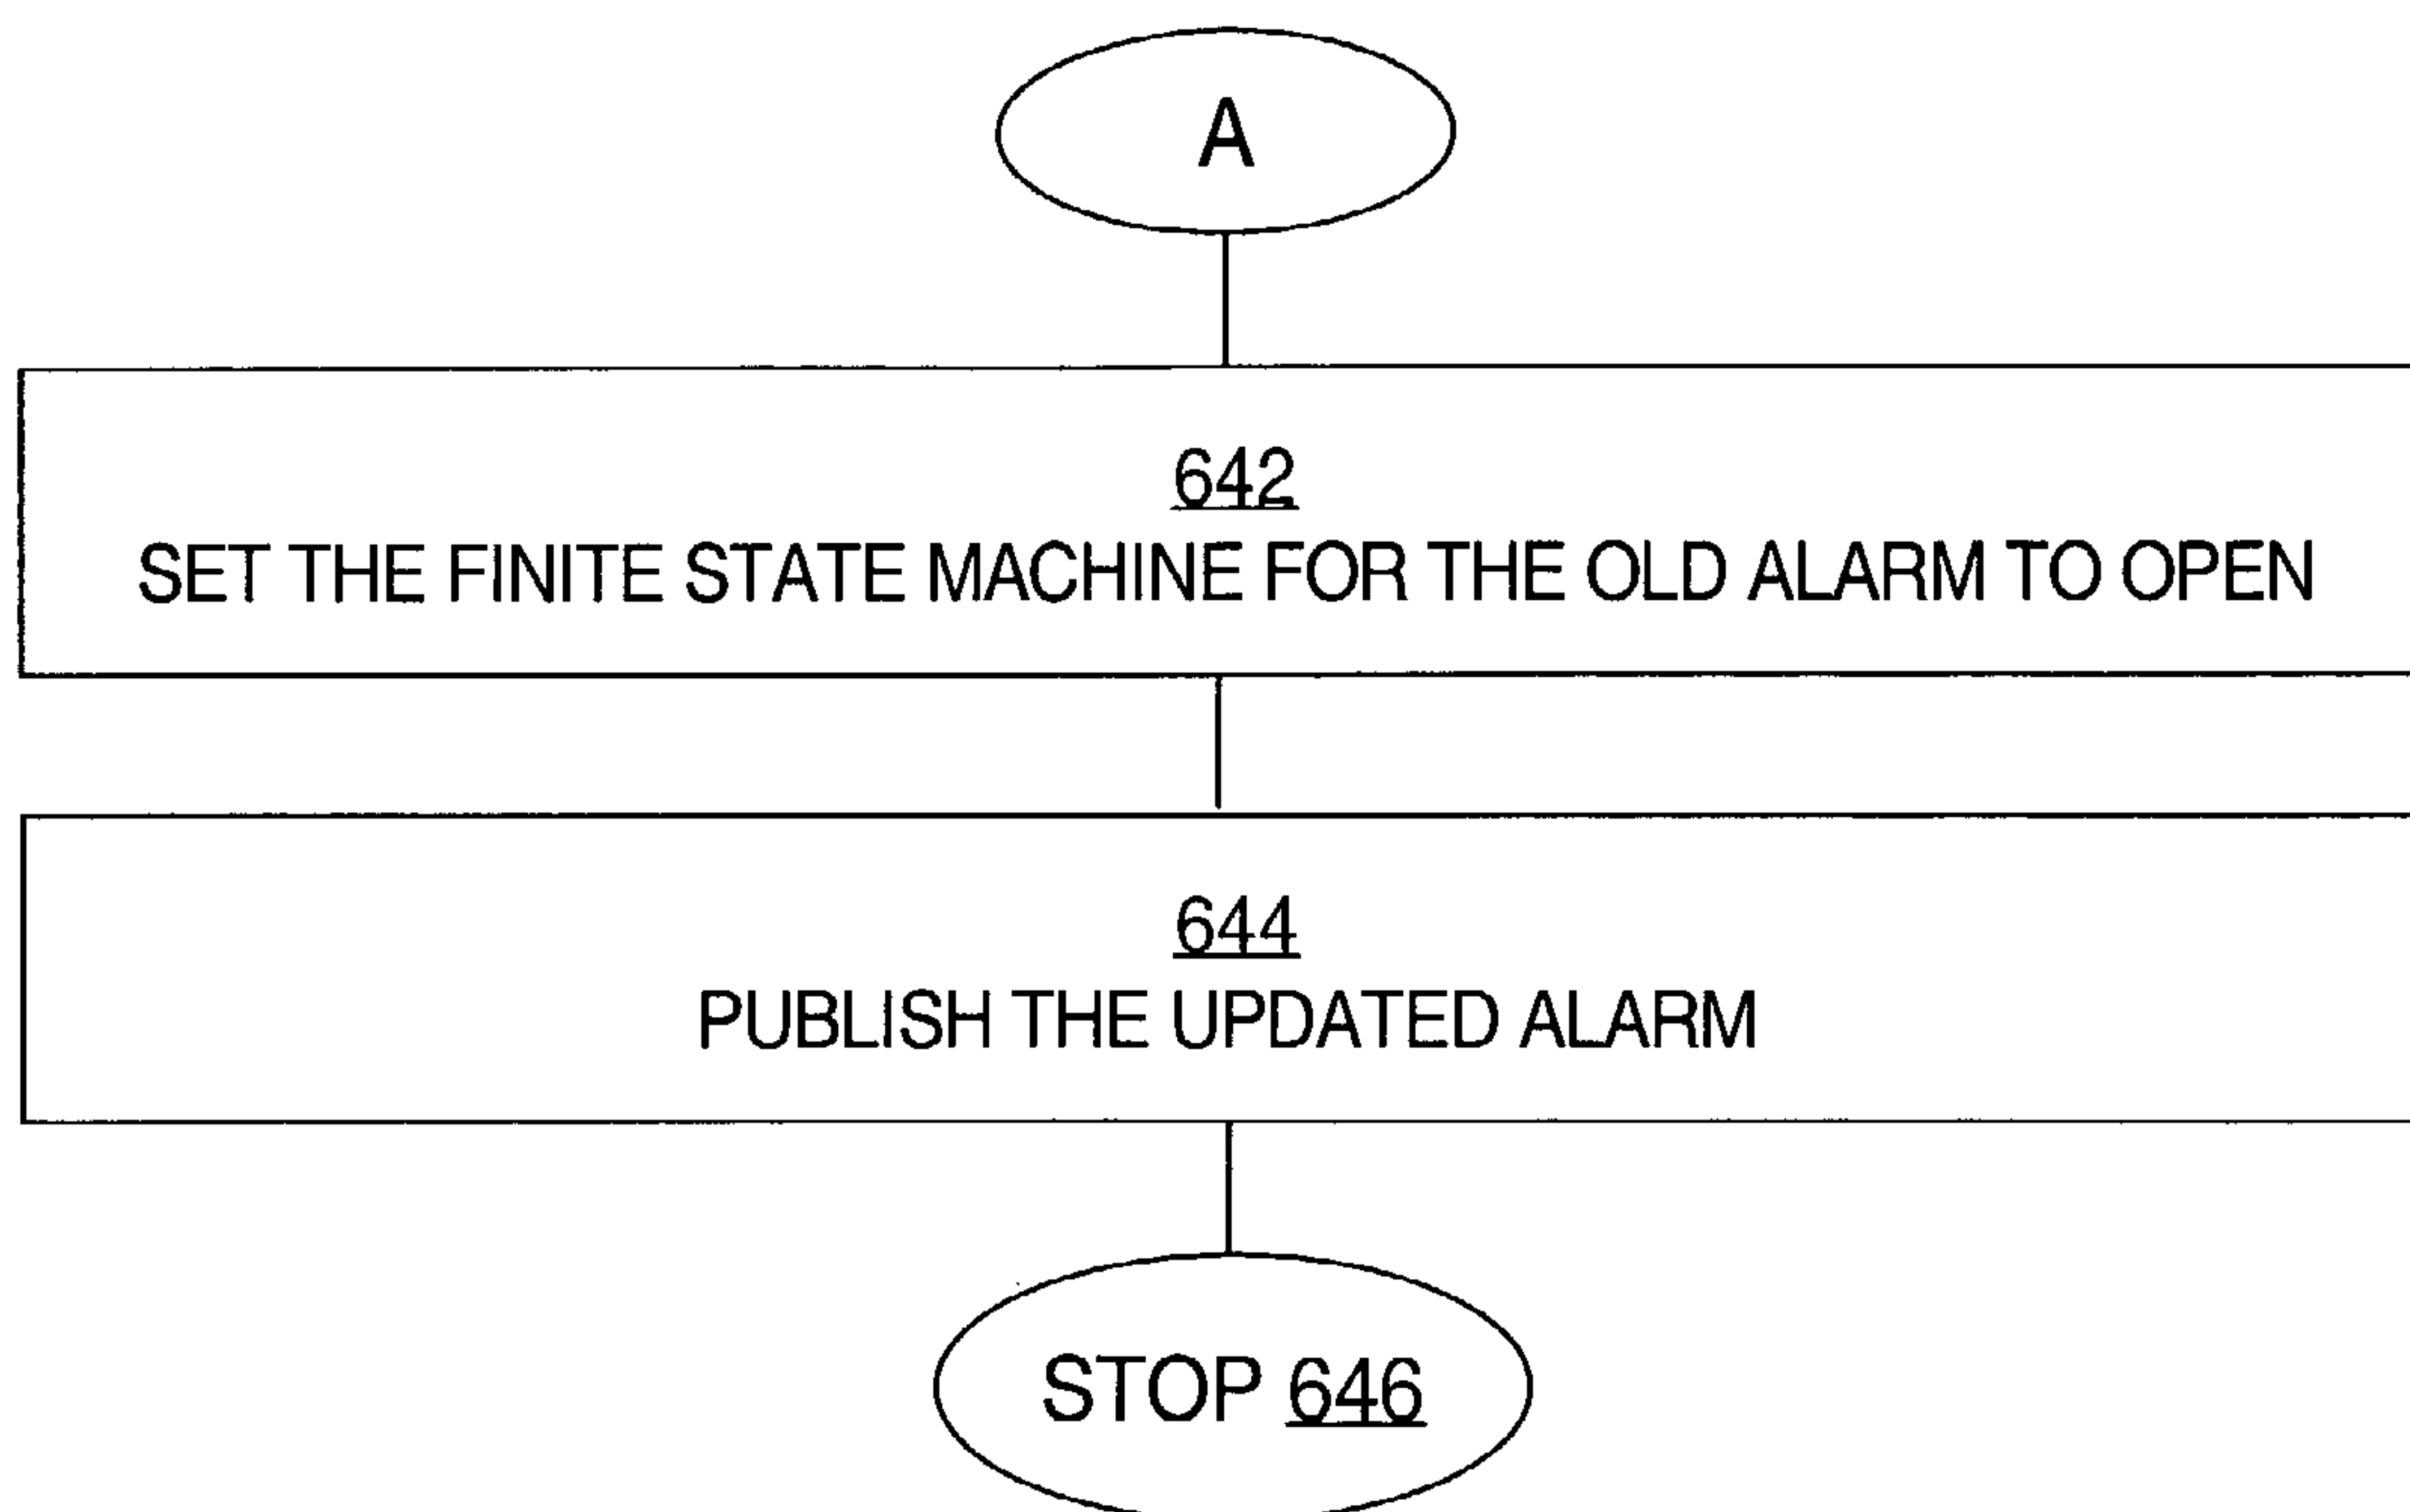 A
642
SET THE FINITE STATE MACHINE FOR THE OLD ALARM TO OPEN
644
PUBLISH THE UPDATED ALARM
STOP 646